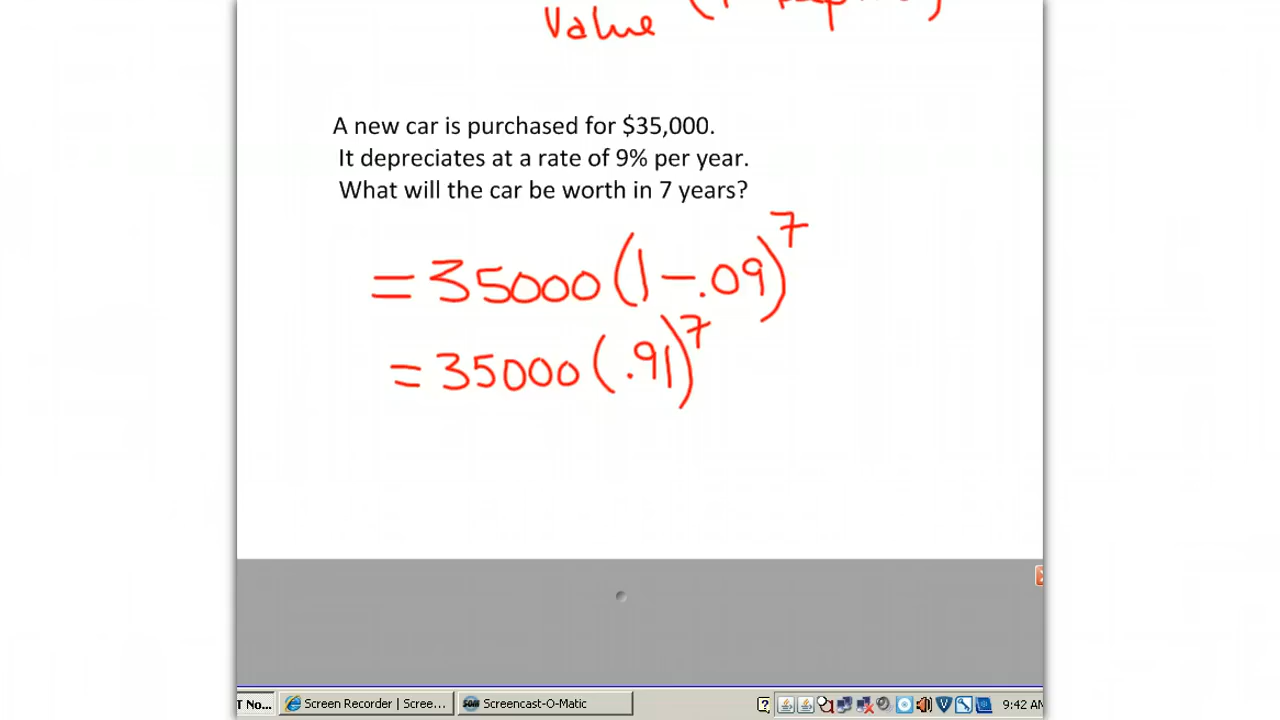 Value
A new car is purchased for $35,000.
It depreciates at a rate of 9% per year.
What will the car be worth in 7 years?
= 35000 (1 - .09)^7
= 35000 (.91)^7
T No... Screen Recorder | Scree... Screencast-O-Matic 9:42 AM